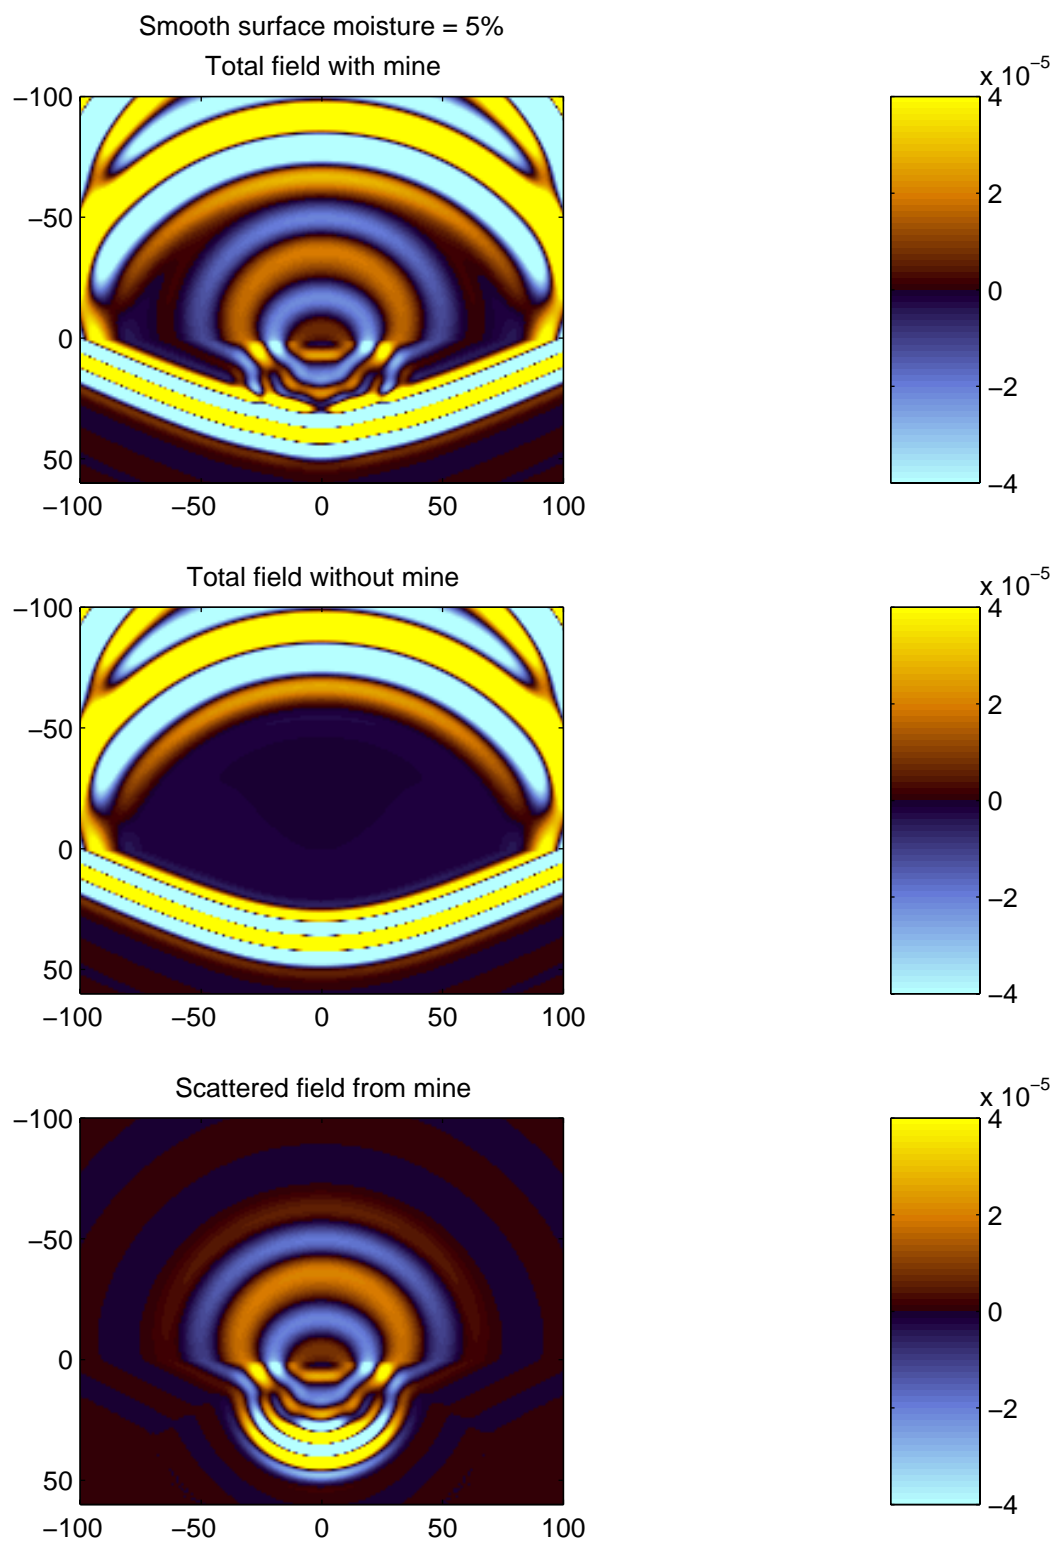 Smooth surface moisture = 5%
Total field with mine
x 10⁻⁵
−100
−50
0
50
−100 −50 0 50 100
4
2
0
−2
−4
Total field without mine
x 10⁻⁵
−100
−50
0
50
−100 −50 0 50 100
4
2
0
−2
−4
Scattered field from mine
x 10⁻⁵
−100
−50
0
50
−100 −50 0 50 100
4
2
0
−2
−4